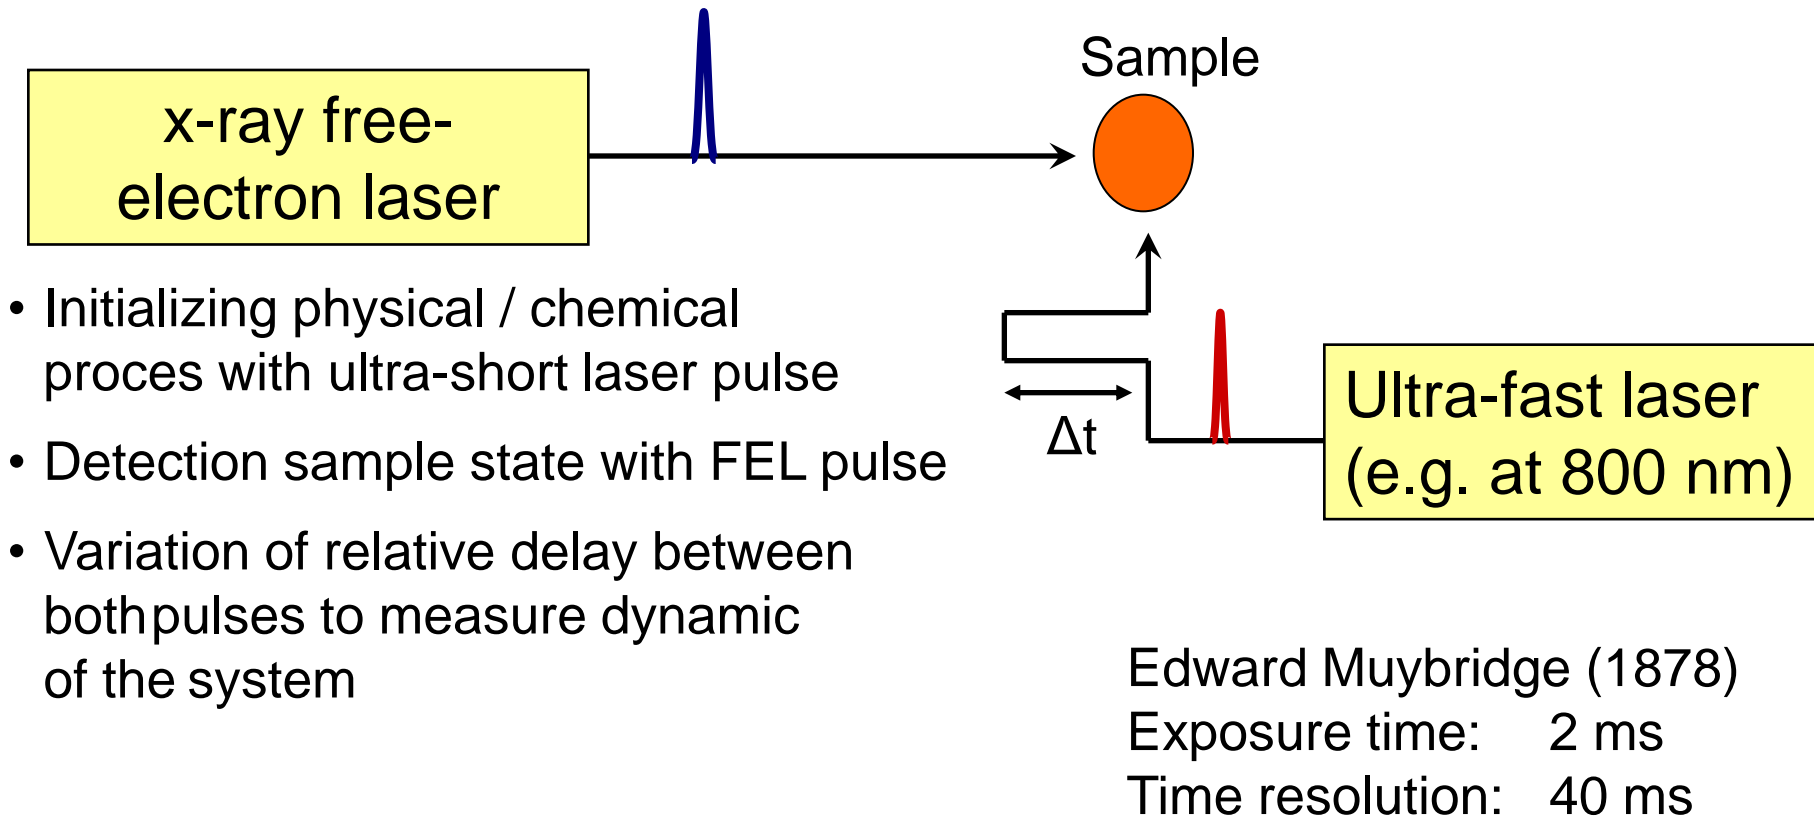 Sample
x-ray free-
electron laser
• Initializing physical / chemical
proces with ultra-short laser pulse
• Detection sample state with FEL pulse
• Variation of relative delay between
bothpulses to measure dynamic
of the system
Δt
Ultra-fast laser
(e.g. at 800 nm)
Edward Muybridge (1878)
Exposure time: 2 ms
Time resolution: 40 ms